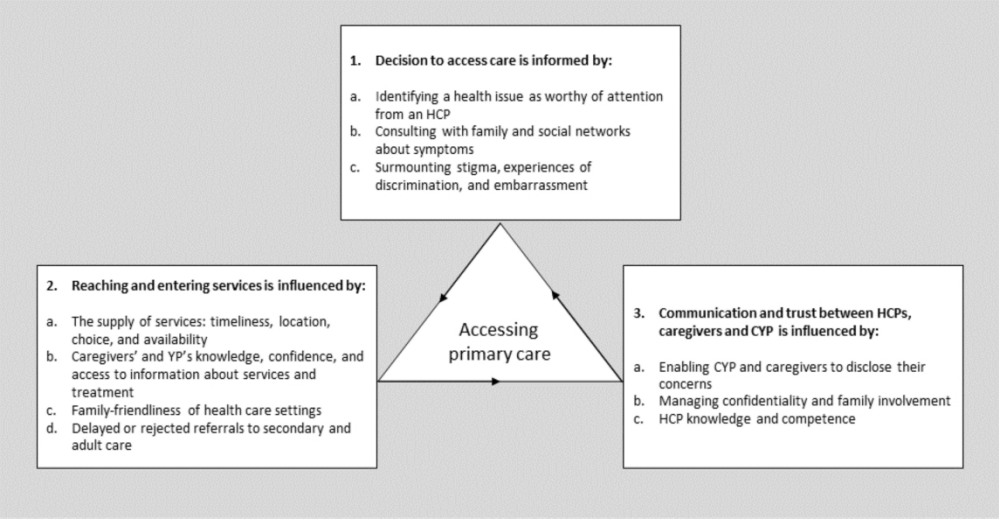 1. Decision to access care is informed by:
a. Identifying a health issue as worthy of attention
from an HCP
b. Consulting with family and social networks
about symptoms
c. Surmounting stigma, experiences of
discrimination, and embarrassment
2. Reaching and entering services is influenced by:
a. The supply of services: timeliness, location,
choice, and availability
b. Caregivers' and YP's knowledge, confidence, and
access to information about services and
treatment
c. Family-friendliness of health care settings
d. Delayed or rejected referrals to secondary and
adult care
Accessing
primary care
3. Communication and trust between HCPs,
caregivers and CYP is influenced by:
a. Enabling CYP and caregivers to disclose their
concerns
b. Managing confidentiality and family involvement
c. HCP knowledge and competence